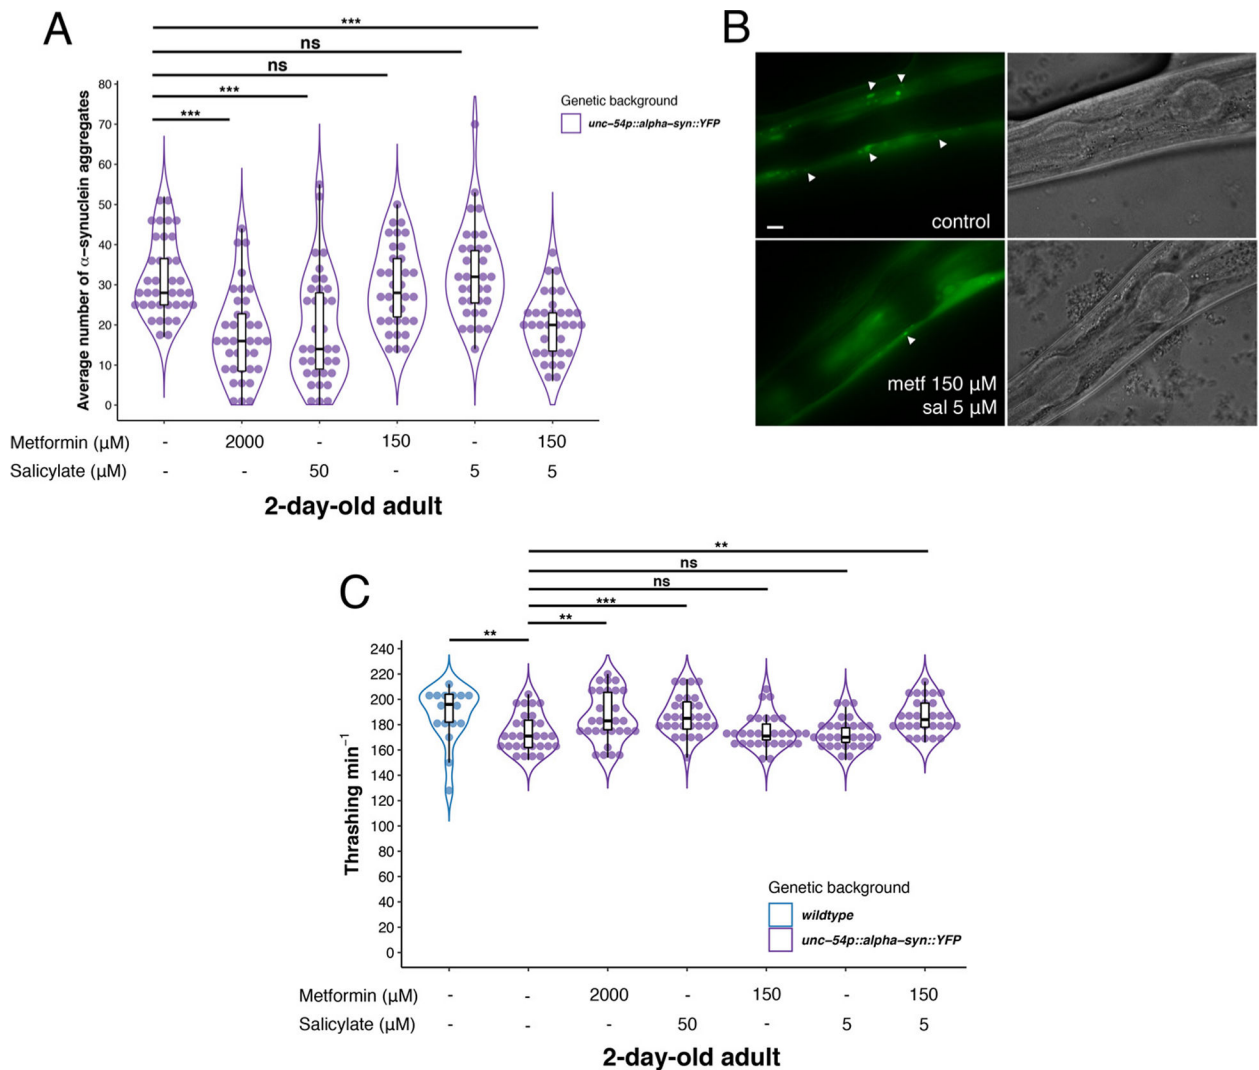 A
***
ns
ns
***
***
Average number of α−synuclein aggregates
80
70
60
50
40
30
20
10
0
Genetic background
unc−54p::alpha−syn::YFP
Metformin (μM) - 2000 - 150 - 150
Salicylate (μM) - - 50 - 5 5
2-day-old adult
B
control
metf 150 μM
sal 5 μM
C
**
ns
ns
***
**
**
Thrashing min⁻¹
240
220
200
180
160
140
120
100
80
60
40
20
0
Genetic background
wildtype
unc−54p::alpha−syn::YFP
Metformin (μM) - - 2000 - 150 - 150
Salicylate (μM) - - - 50 - 5 5
2-day-old adult